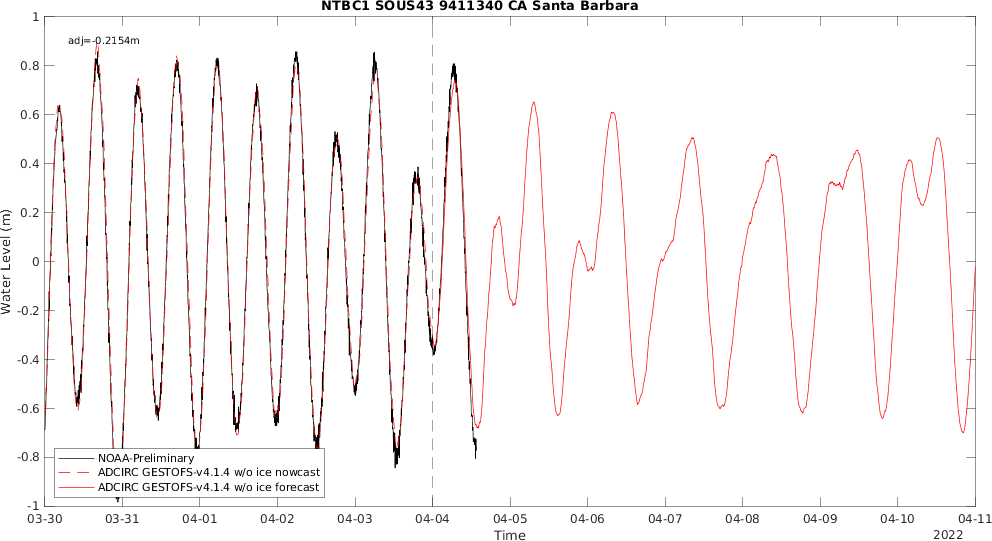 NTBC1 SOUS43 9411340 CA Santa Barbara
adj=-0.2154m
1
0.8
0.6
0.4
0.2
0
-0.2
-0.4
-0.6
-0.8
-1
Water Level (m)
NOAA-Preliminary
ADCIRC GESTOFS-v4.1.4 w/o ice nowcast
ADCIRC GESTOFS-v4.1.4 w/o ice forecast
03-30 03-31 04-01 04-02 04-03 04-04 04-05 04-06 04-07 04-08 04-09 04-10 04-11
Time
2022